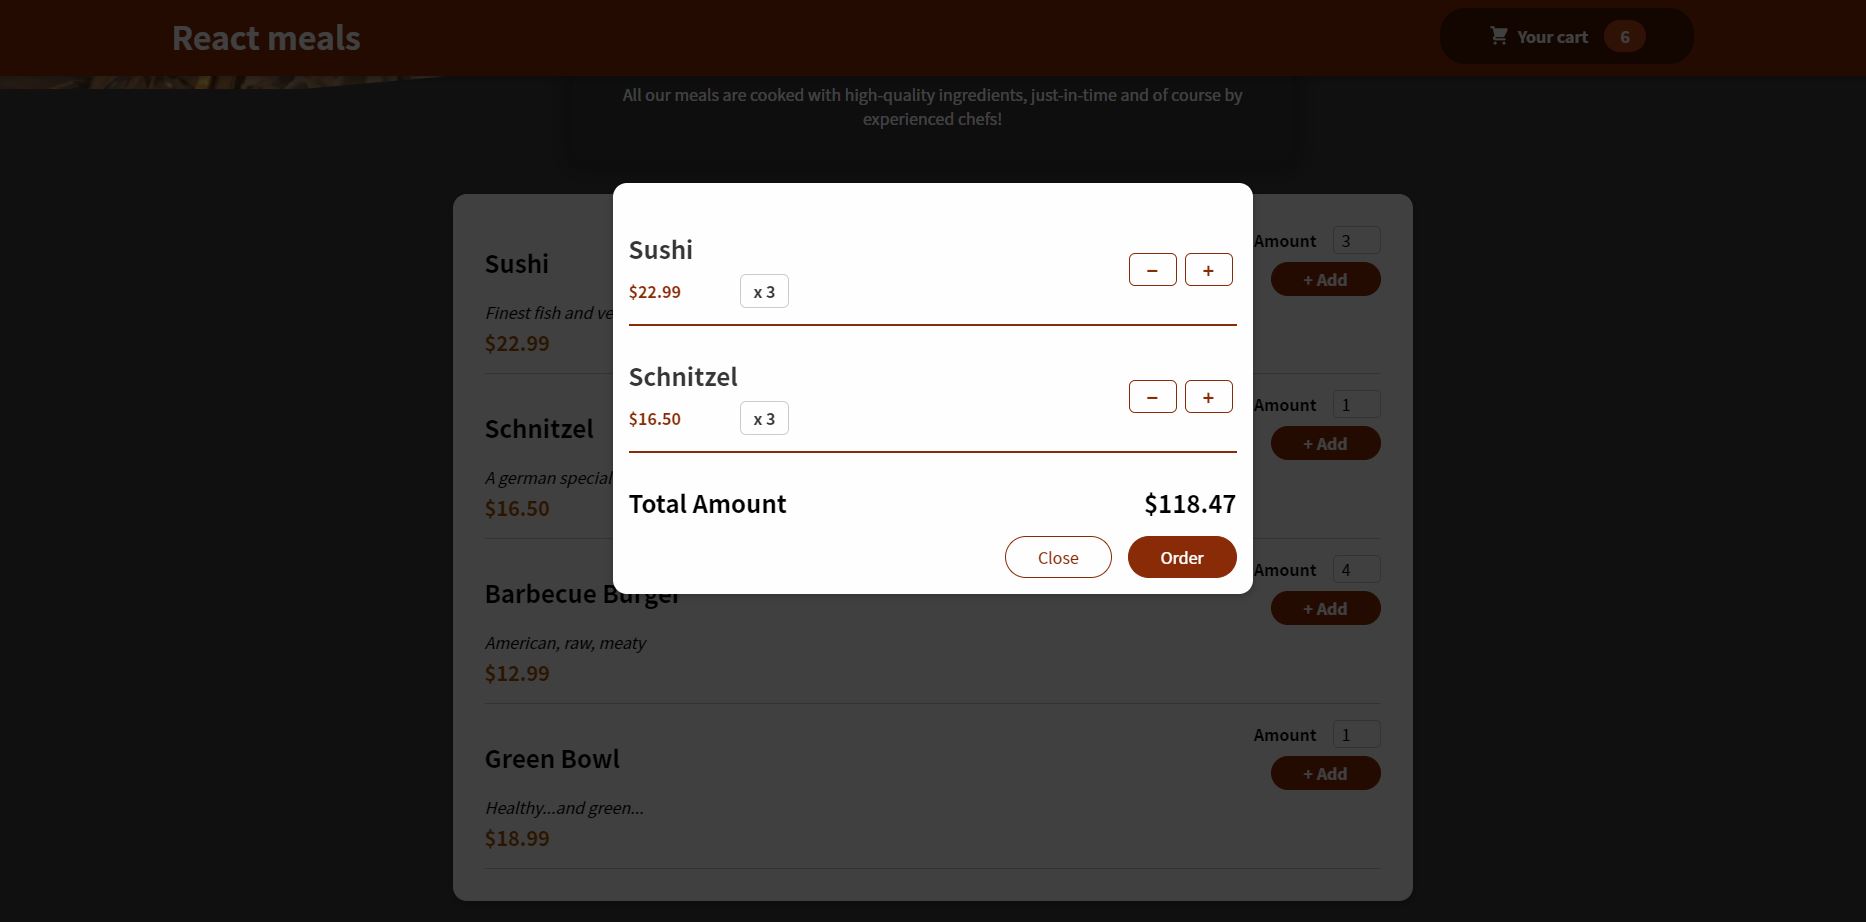 React meals
Your cart 6
All our meals are cooked with high-quality ingredients, just-in-time and of course by
experienced chefs!
Sushi
$22.99 x 3
− +
Schnitzel
$16.50 x 3
− +
Total Amount $118.47
Close Order
Sushi
Finest fish and
$22.99
Amount 3
+ Add
Schnitzel
A german
$16.50
Amount 1
+ Add
Barbecue Burger
American, raw, meaty
$12.99
Amount 4
+ Add
Green Bowl
Healthy...and green...
$18.99
Amount 1
+ Add